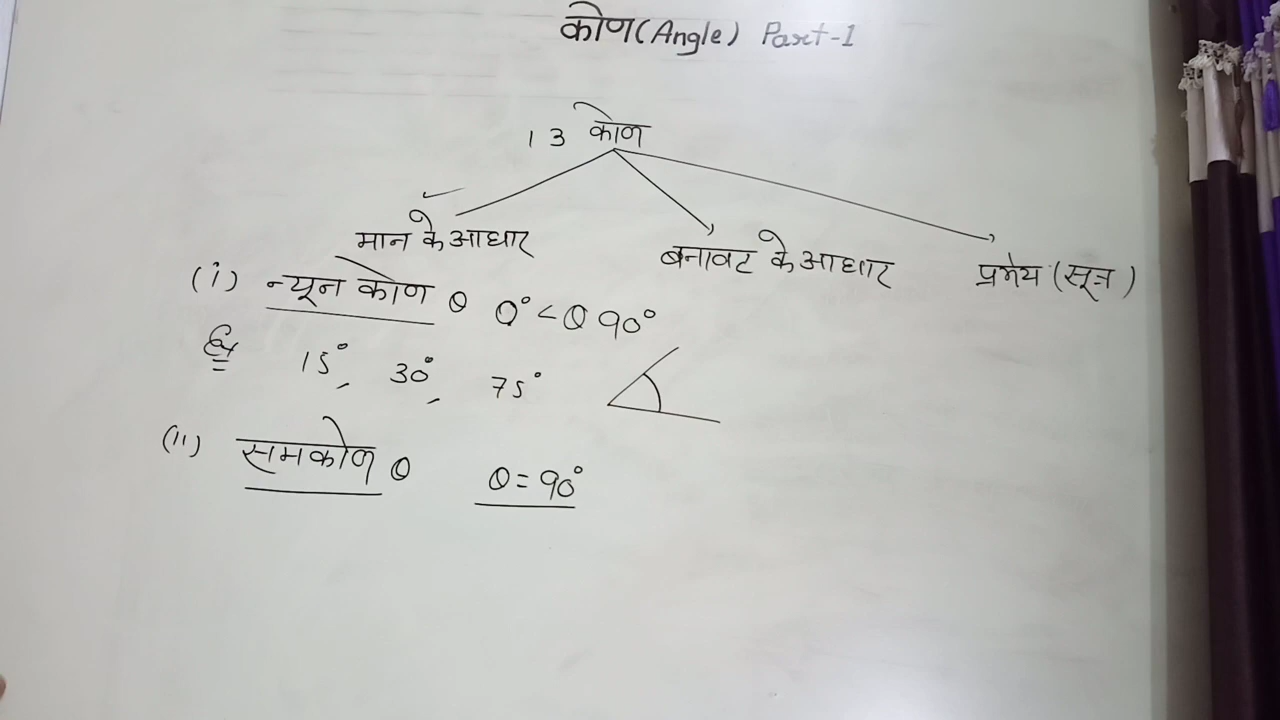 कोण (Angle) Part-1
13 कोण
मान के आधार बनावट के आधार प्रमेय (सूत्र)
(i) न्यून कोण θ 0° < θ 90°
15°, 30°, 75°
(ii) समकोण θ θ = 90°